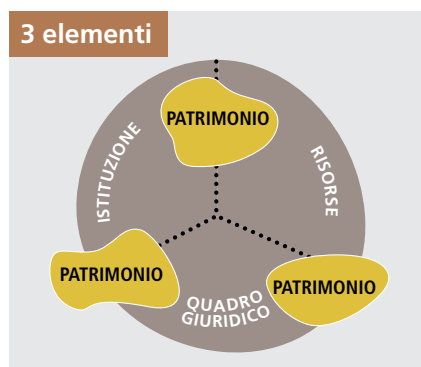 3 elementi
PATRIMONIO
ISTITUZIONE
RISORSE
PATRIMONIO
PATRIMONIO
QUADRO
GIURIDICO